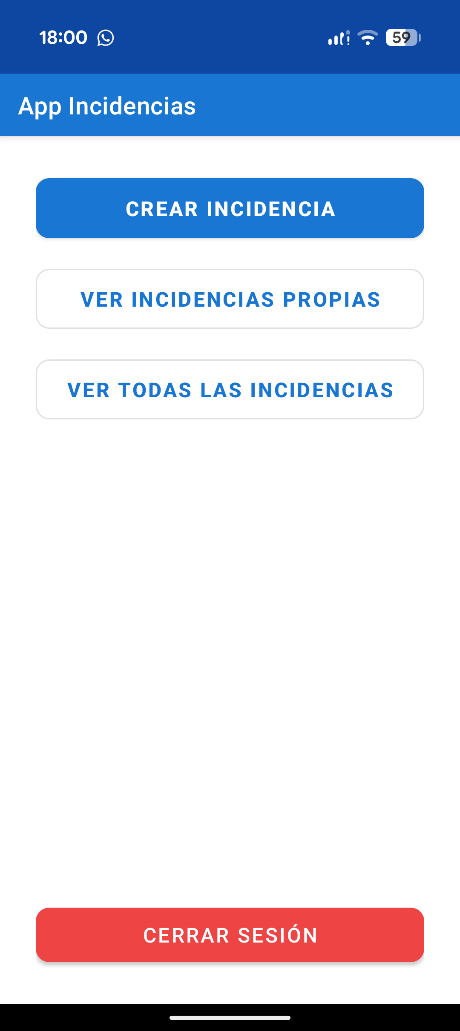 18:00
59
App Incidencias
CREAR INCIDENCIA
VER INCIDENCIAS PROPIAS
VER TODAS LAS INCIDENCIAS
CERRAR SESIÓN